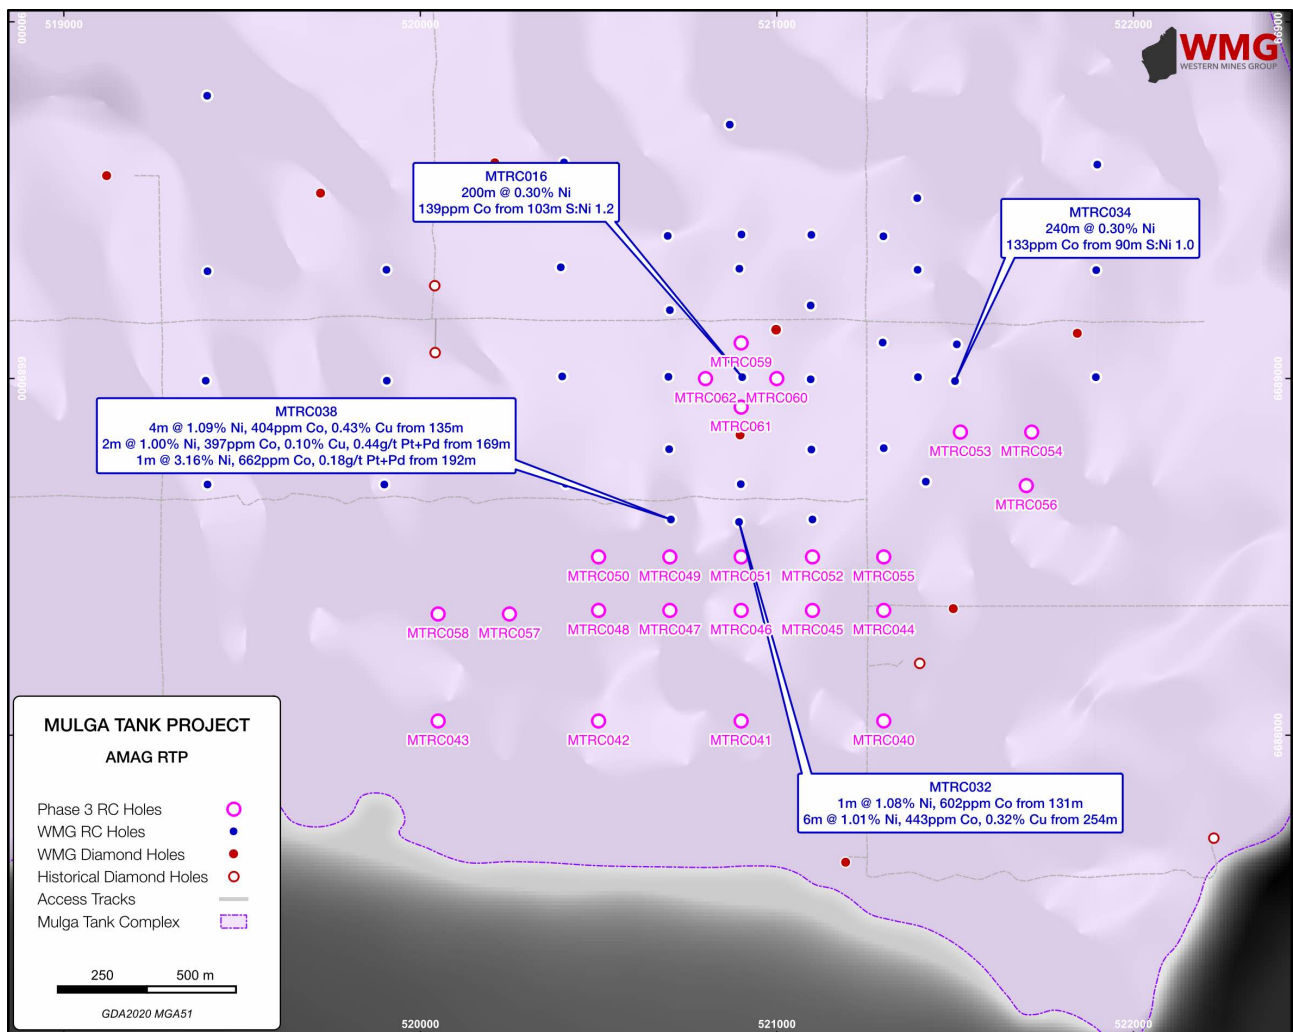 519000
520000
521000
522000
90000
66900
WMG
WESTERN MINES GROUP
MTRC016
200m @ 0.30% Ni
139ppm Co from 103m S:Ni 1.2
MTRC034
240m @ 0.30% Ni
133ppm Co from 90m S:Ni 1.0
MTRC059
6689000
6689000
MTRC062
MTRC060
MTRC061
MTRC038
4m @ 1.09% Ni, 404ppm Co, 0.43% Cu from 135m
2m @ 1.00% Ni, 397ppm Co, 0.10% Cu, 0.44g/t Pt+Pd from 169m
1m @ 3.16% Ni, 662ppm Co, 0.18g/t Pt+Pd from 192m
MTRC053
MTRC054
MTRC056
MTRC050
MTRC049
MTRC051
MTRC052
MTRC055
MTRC058
MTRC057
MTRC048
MTRC047
MTRC046
MTRC045
MTRC044
MTRC043
MTRC042
MTRC041
MTRC040
6688000
MTRC032
1m @ 1.08% Ni, 602ppm Co from 131m
6m @ 1.01% Ni, 443ppm Co, 0.32% Cu from 254m
MULGA TANK PROJECT
AMAG RTP
Phase 3 RC Holes
WMG RC Holes
WMG Diamond Holes
Historical Diamond Holes
Access Tracks
Mulga Tank Complex
250
500 m
GDA2020 MGA51
520000
521000
522000